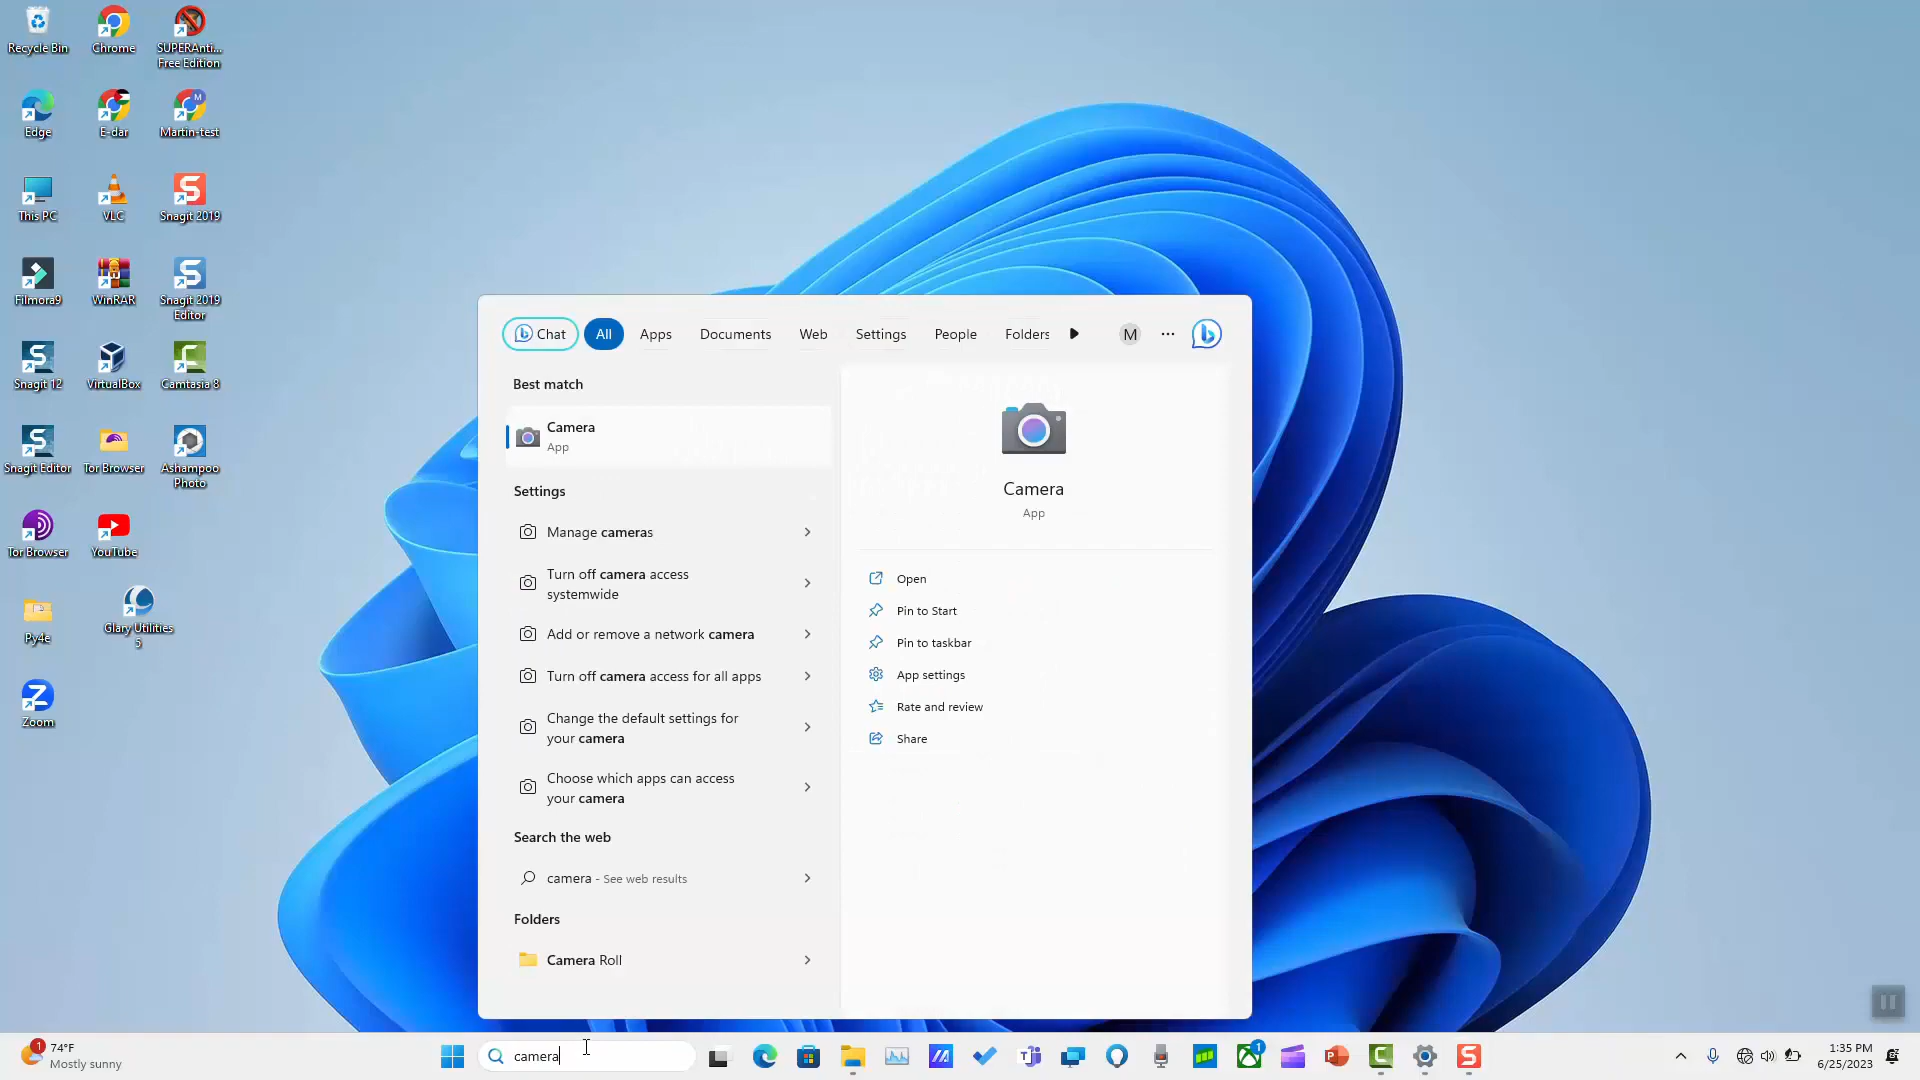 Recycle Bin
Chrome
SUPERAnti...
Free Edition
Edge
E-dar
M
Martin-test
This PC
VLC
Snagit 2019
Filmora9
WinRAR
Snagit 2019
Editor
Snagit 12
VirtualBox
Camtasia 8
Snagit Editor
Tor Browser
Ashampoo
Photo
Tor Browser
YouTube
Py4e
Glary Utilities
5
Zoom
Chat
All
Apps
Documents
Web
Settings
People
Folders
M
Best match
Camera
App
Settings
Manage cameras
Turn off camera access
systemwide
Add or remove a network camera
Turn off camera access for all apps
Change the default settings for
your camera
Choose which apps can access
your camera
Search the web
camera - See web results
Folders
Camera Roll
Camera
App
Open
Pin to Start
Pin to taskbar
App settings
Rate and review
Share
1
74°F
Mostly sunny
camera
1
1:35 PM
6/25/2023